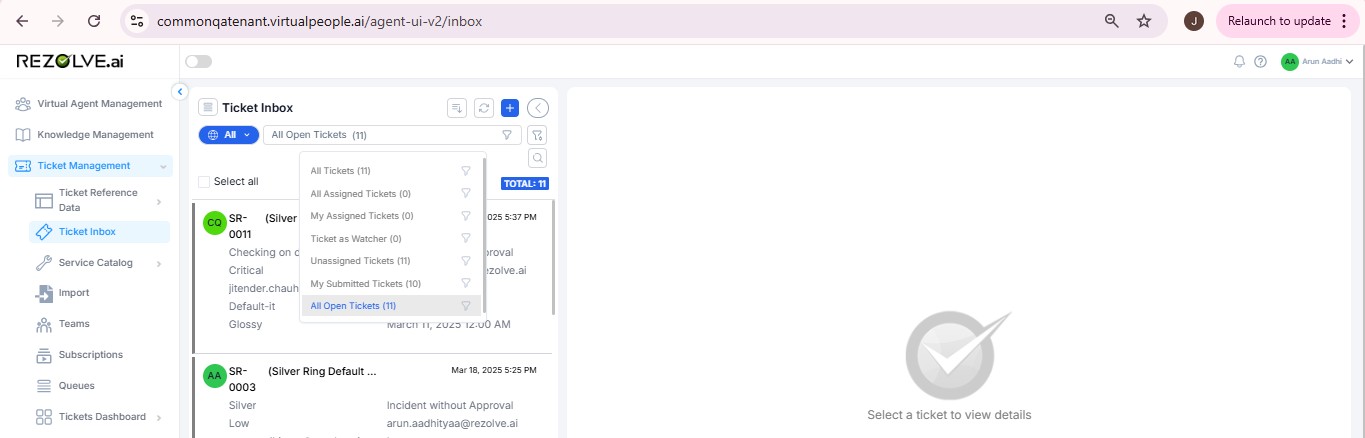 commonqatenant.virtualpeople.ai/agent-ui-v2/inbox
J
Relaunch to update
REZOLVE.ai
AA
Arun Aadhi
Virtual Agent Management
Knowledge Management
Ticket Management
Ticket Reference
Data
Ticket Inbox
Service Catalog
Import
Teams
Subscriptions
Queues
Tickets Dashboard
Ticket Inbox
All
All Open Tickets (11)
Select all
TOTAL: 11
All Tickets (11)
All Assigned Tickets (0)
My Assigned Tickets (0)
Ticket as Watcher (0)
Unassigned Tickets (11)
My Submitted Tickets (10)
All Open Tickets (11)
CQ
SR-
0011
(Silver
025 5:37 PM
Checking on
proval
Critical
ezolve.ai
jitender.chauh
Default-it
Glossy
March 11, 2025 12:00 AM
AA
SR-
0003
(Silver Ring Default ...
Mar 18, 2025 5:25 PM
Silver
Incident without Approval
Low
arun.aadhityaa@rezolve.ai
Select a ticket to view details